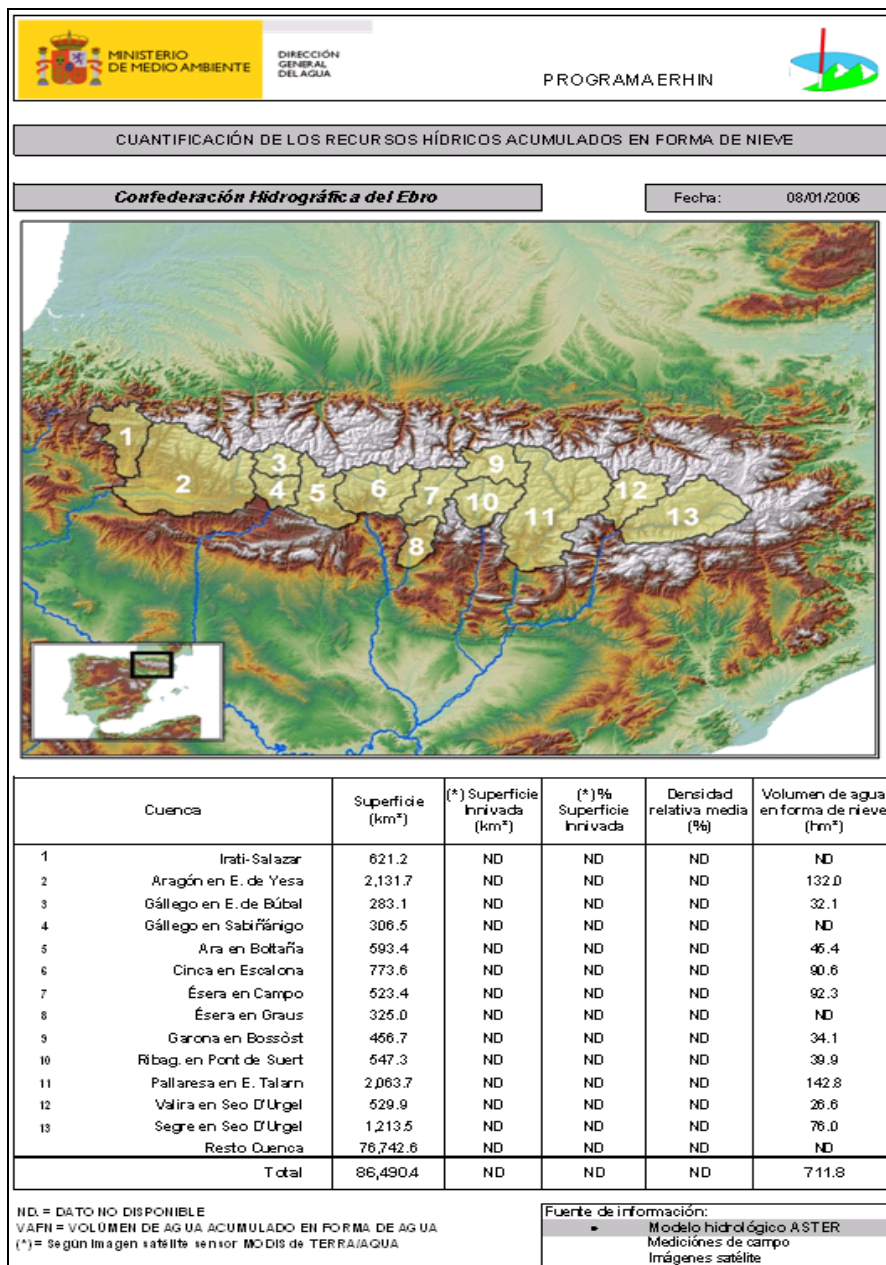 MINISTERIO
DE MEDIO AMBIENTE
DIRECCIÓN
GENERAL
DEL AGUA
PROGRAMA ERHIN
CUANTIFICACIÓN DE LOS RECURSOS HÍDRICOS ACUMULADOS EN FORMA DE NIEVE
Confederación Hidrográfica del Ebro
Fecha: 08/01/2006
1
2
3
4
5
6
7
8
9
10
11
12
13
Cuenca
Superficie
(km²)
(*) Superficie
Innivada
(km²)
(*) %
Superficie
Innivada
Densidad
relativa media
(%)
Volumen de agua
en forma de nieve
(hm³)
1 Irati-Salazar 621.2 ND ND ND ND
2 Aragón en E. de Yesa 2,131.7 ND ND ND 132.0
3 Gállego en E. de Búbal 283.1 ND ND ND 32.1
4 Gállego en Sabiñánigo 306.5 ND ND ND ND
5 Ara en Boltaña 593.4 ND ND ND 45.4
6 Cinca en Escalona 773.6 ND ND ND 90.6
7 Ésera en Campo 523.4 ND ND ND 92.3
8 Ésera en Graus 325.0 ND ND ND ND
9 Garona en Bossòst 456.7 ND ND ND 34.1
10 Ribag. en Pont de Suert 547.3 ND ND ND 39.9
11 Pallaresa en E. Talarn 2,063.7 ND ND ND 142.8
12 Valira en Seo D'Urgel 529.9 ND ND ND 26.6
13 Segre en Seo D'Urgel 1,213.5 ND ND ND 76.0
Resto Cuenca 76,742.6 ND ND ND ND
Total 86,490.4 ND ND ND 711.8
ND. = DATO NO DISPONIBLE
VAFN = VOLÚMEN DE AGUA ACUMULADO EN FORMA DE AGUA
(*) = Según Imagen satélite sensor MODIS de TERRA/AQUA
Fuente de información:
• Modelo hidrológico ASTER
Mediciónes de campo
Imágenes satélite